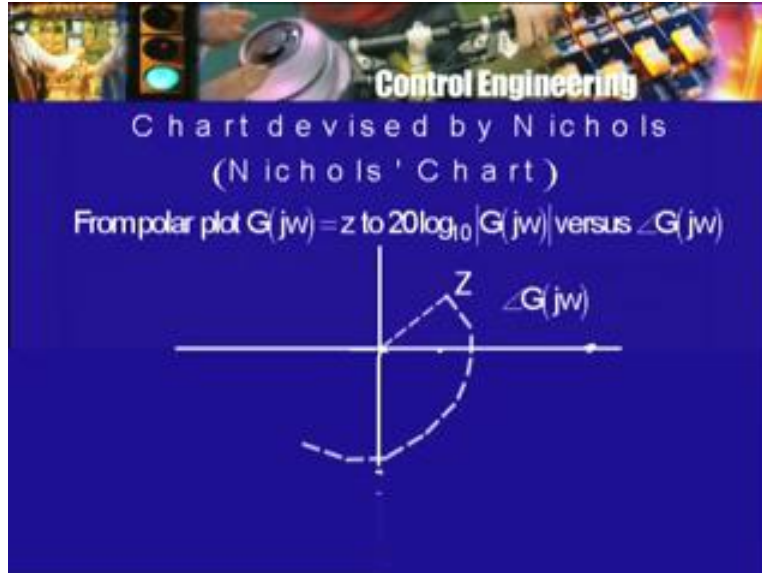 Control Engineering
Chart devised by Nichols
(Nichols' Chart)
From polar plot G(jw) = z to 20log₁₀|G(jw)| versus ∠G(jw)
Z
∠G(jw)